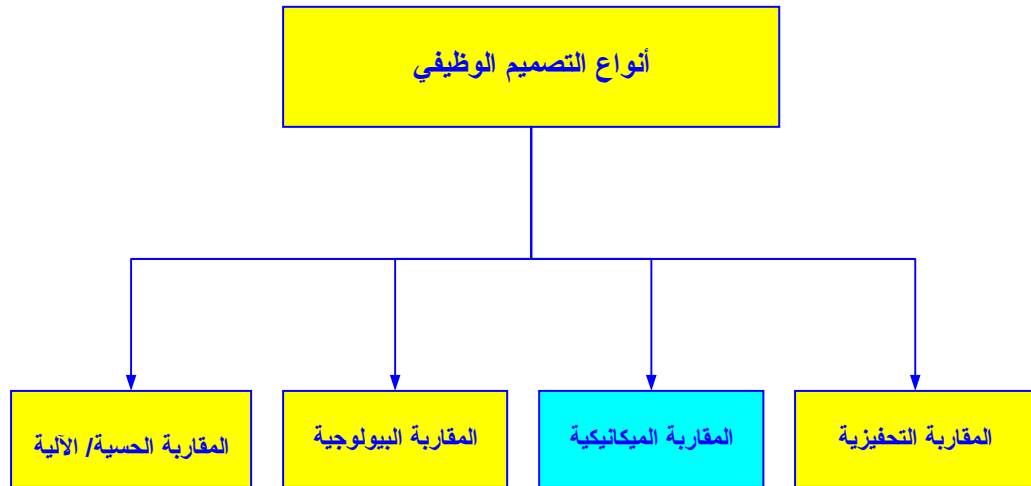 أنواع التصميم الوظيفي
المقاربة التحفيزية
المقاربة الميكانيكية
المقاربة البيولوجية
المقاربة الحسية/ الآلية